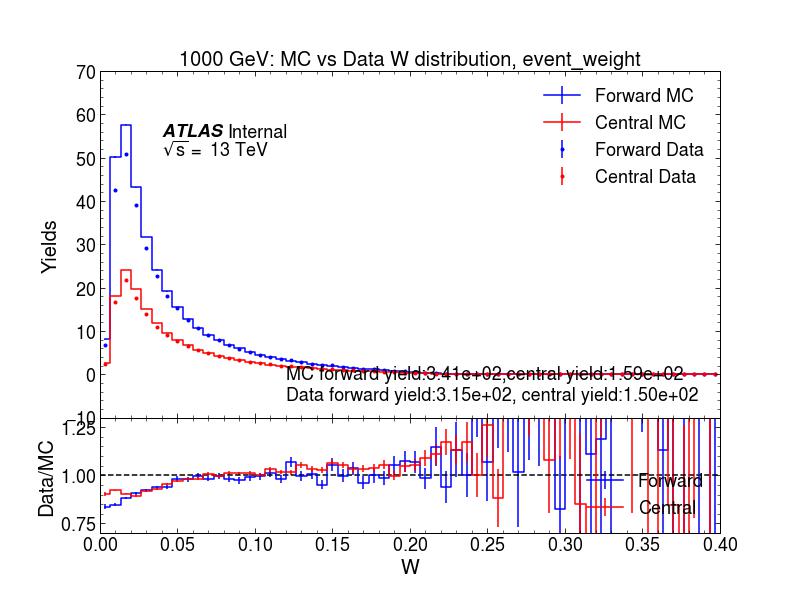 1000 GeV: MC vs Data W distribution, event_weight
70
60
50
40
30
20
10
0
−10
Yields
ATLAS Internal
√s = 13 TeV
Forward MC
Central MC
Forward Data
Central Data
MC forward yield:3.41e+02,central yield:1.59e+02
Data forward yield:3.15e+02, central yield:1.50e+02
1.25
1.00
0.75
Data/MC
Forward
Central
0.00 0.05 0.10 0.15 0.20 0.25 0.30 0.35 0.40
W